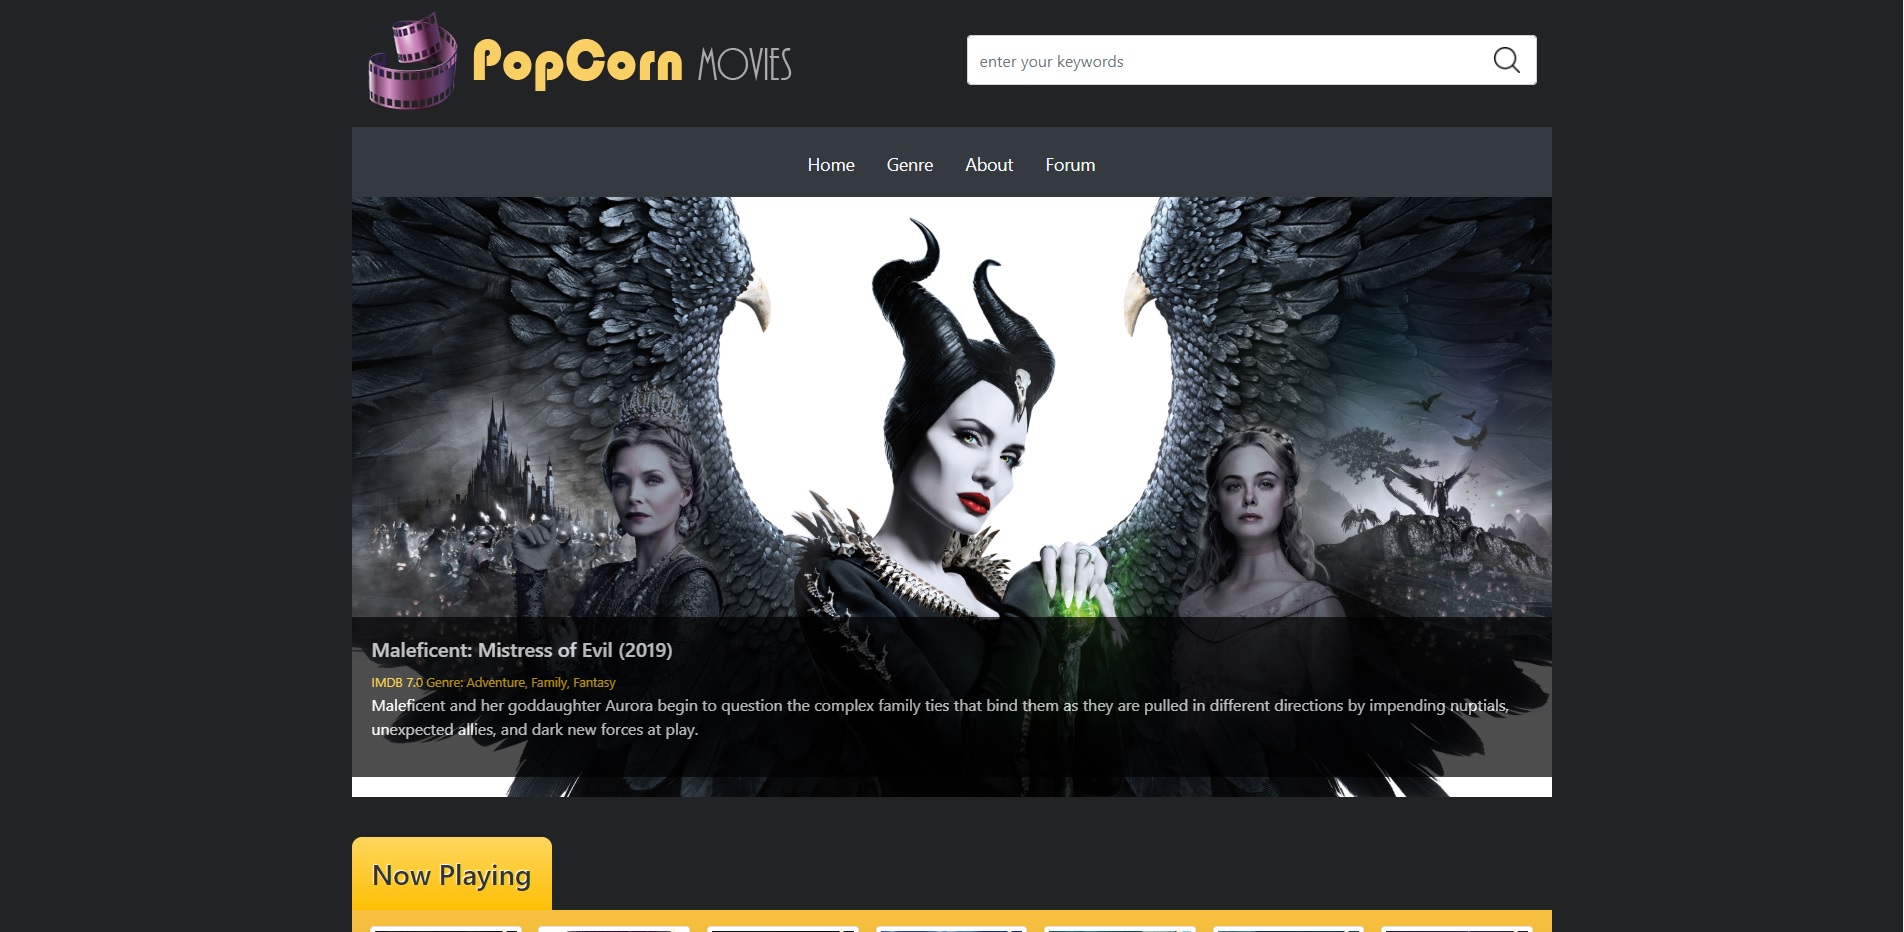 PopCorn MOVIES
enter your keywords
Home Genre About Forum
Maleficent: Mistress of Evil (2019)
IMDB 7.0 Genre: Adventure, Family, Fantasy
Maleficent and her goddaughter Aurora begin to question the complex family ties that bind them as they are pulled in different directions by impending nuptials,
unexpected allies, and dark new forces at play.
Now Playing